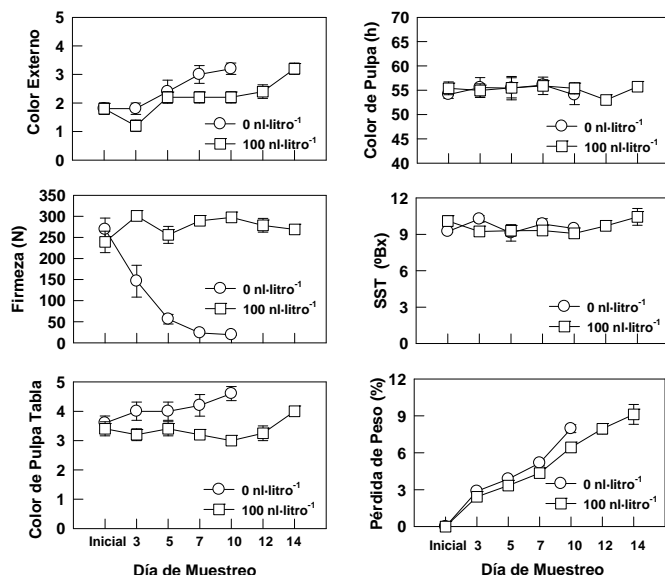 Color Externo
5
4
3
2
1
0
0 nl·litro-1
100 nl·litro-1
Color de Pulpa (h)
70
65
60
55
50
45
40
0 nl·litro-1
100 nl·litro-1
Firmeza (N)
350
300
250
200
150
100
50
0
0 nl·litro-1
100 nl·litro-1
SST (ºBx)
12
9
6
3
0
0 nl·litro-1
100 nl·litro-1
Color de Pulpa Tabla
5
4
3
2
1
0
0 nl·litro-1
100 nl·litro-1
Inicial 3 5 7 10 12 14
Día de Muestreo
Pérdida de Peso (%)
12
9
6
3
0
0 nl·litro-1
100 nl·litro-1
Inicial 3 5 7 10 12 14
Día de Muestreo